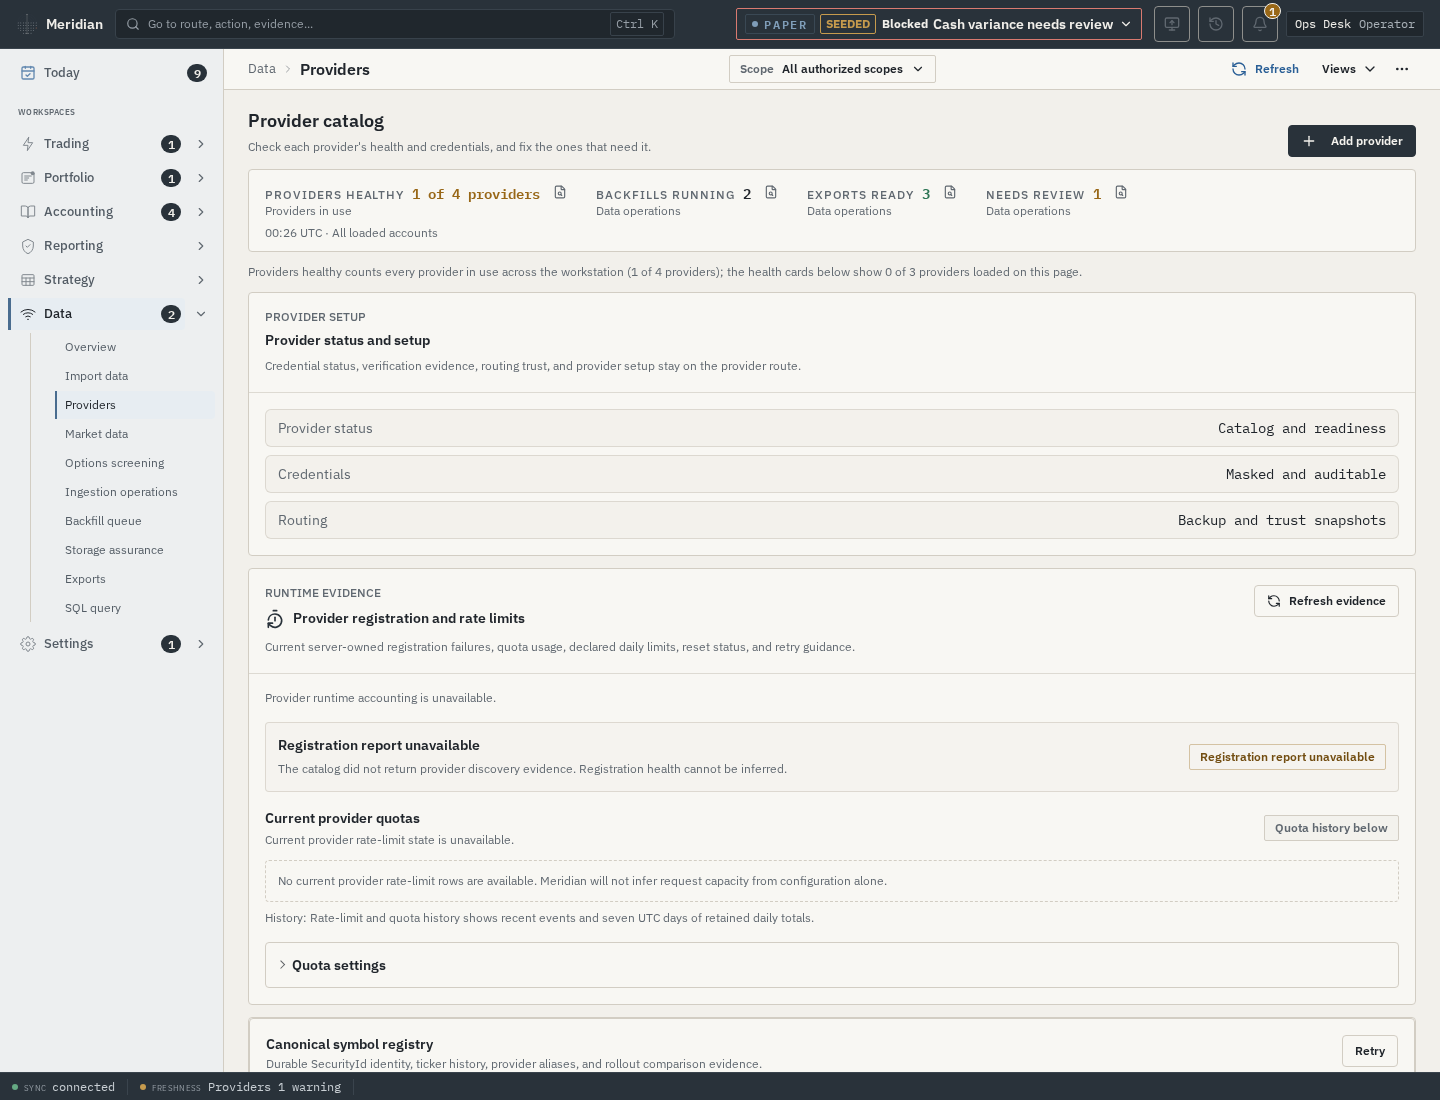 Meridian
Go to route, action, evidence...
Ctrl K
PAPER
SEEDED
Blocked Cash variance needs review
1
Ops Desk Operator
Today
9
WORKSPACES
Trading
1
Portfolio
1
Accounting
4
Reporting
Strategy
Data
2
Overview
Import data
Providers
Market data
Options screening
Ingestion operations
Backfill queue
Storage assurance
Exports
SQL query
Settings
1
Data
Providers
Scope All authorized scopes
Refresh
Views
Provider catalog
Check each provider's health and credentials, and fix the ones that need it.
Add provider
PROVIDERS HEALTHY 1 of 4 providers
Providers in use
00:26 UTC · All loaded accounts
BACKFILLS RUNNING 2
Data operations
EXPORTS READY 3
Data operations
NEEDS REVIEW 1
Data operations
Providers healthy counts every provider in use across the workstation (1 of 4 providers); the health cards below show 0 of 3 providers loaded on this page.
PROVIDER SETUP
Provider status and setup
Credential status, verification evidence, routing trust, and provider setup stay on the provider route.
Provider status
Catalog and readiness
Credentials
Masked and auditable
Routing
Backup and trust snapshots
RUNTIME EVIDENCE
Provider registration and rate limits
Current server-owned registration failures, quota usage, declared daily limits, reset status, and retry guidance.
Refresh evidence
Provider runtime accounting is unavailable.
Registration report unavailable
The catalog did not return provider discovery evidence. Registration health cannot be inferred.
Registration report unavailable
Current provider quotas
Current provider rate-limit state is unavailable.
Quota history below
No current provider rate-limit rows are available. Meridian will not infer request capacity from configuration alone.
History: Rate-limit and quota history shows recent events and seven UTC days of retained daily totals.
Quota settings
Canonical symbol registry
Durable SecurityId identity, ticker history, provider aliases, and rollout comparison evidence.
Retry
SYNC connected
FRESHNESS Providers 1 warning